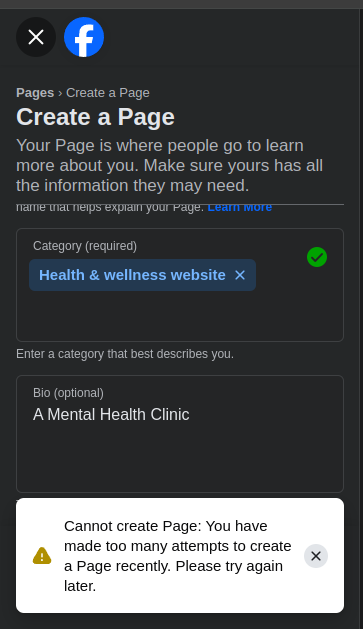 Pages › Create a Page
Create a Page
Your Page is where people go to learn
more about you. Make sure yours has all
the information they may need.
name that helps explain your Page. Learn More
Category (required)
Health & wellness website
Enter a category that best describes you.
Bio (optional)
A Mental Health Clinic
Cannot create Page: You have
made too many attempts to create
a Page recently. Please try again
later.